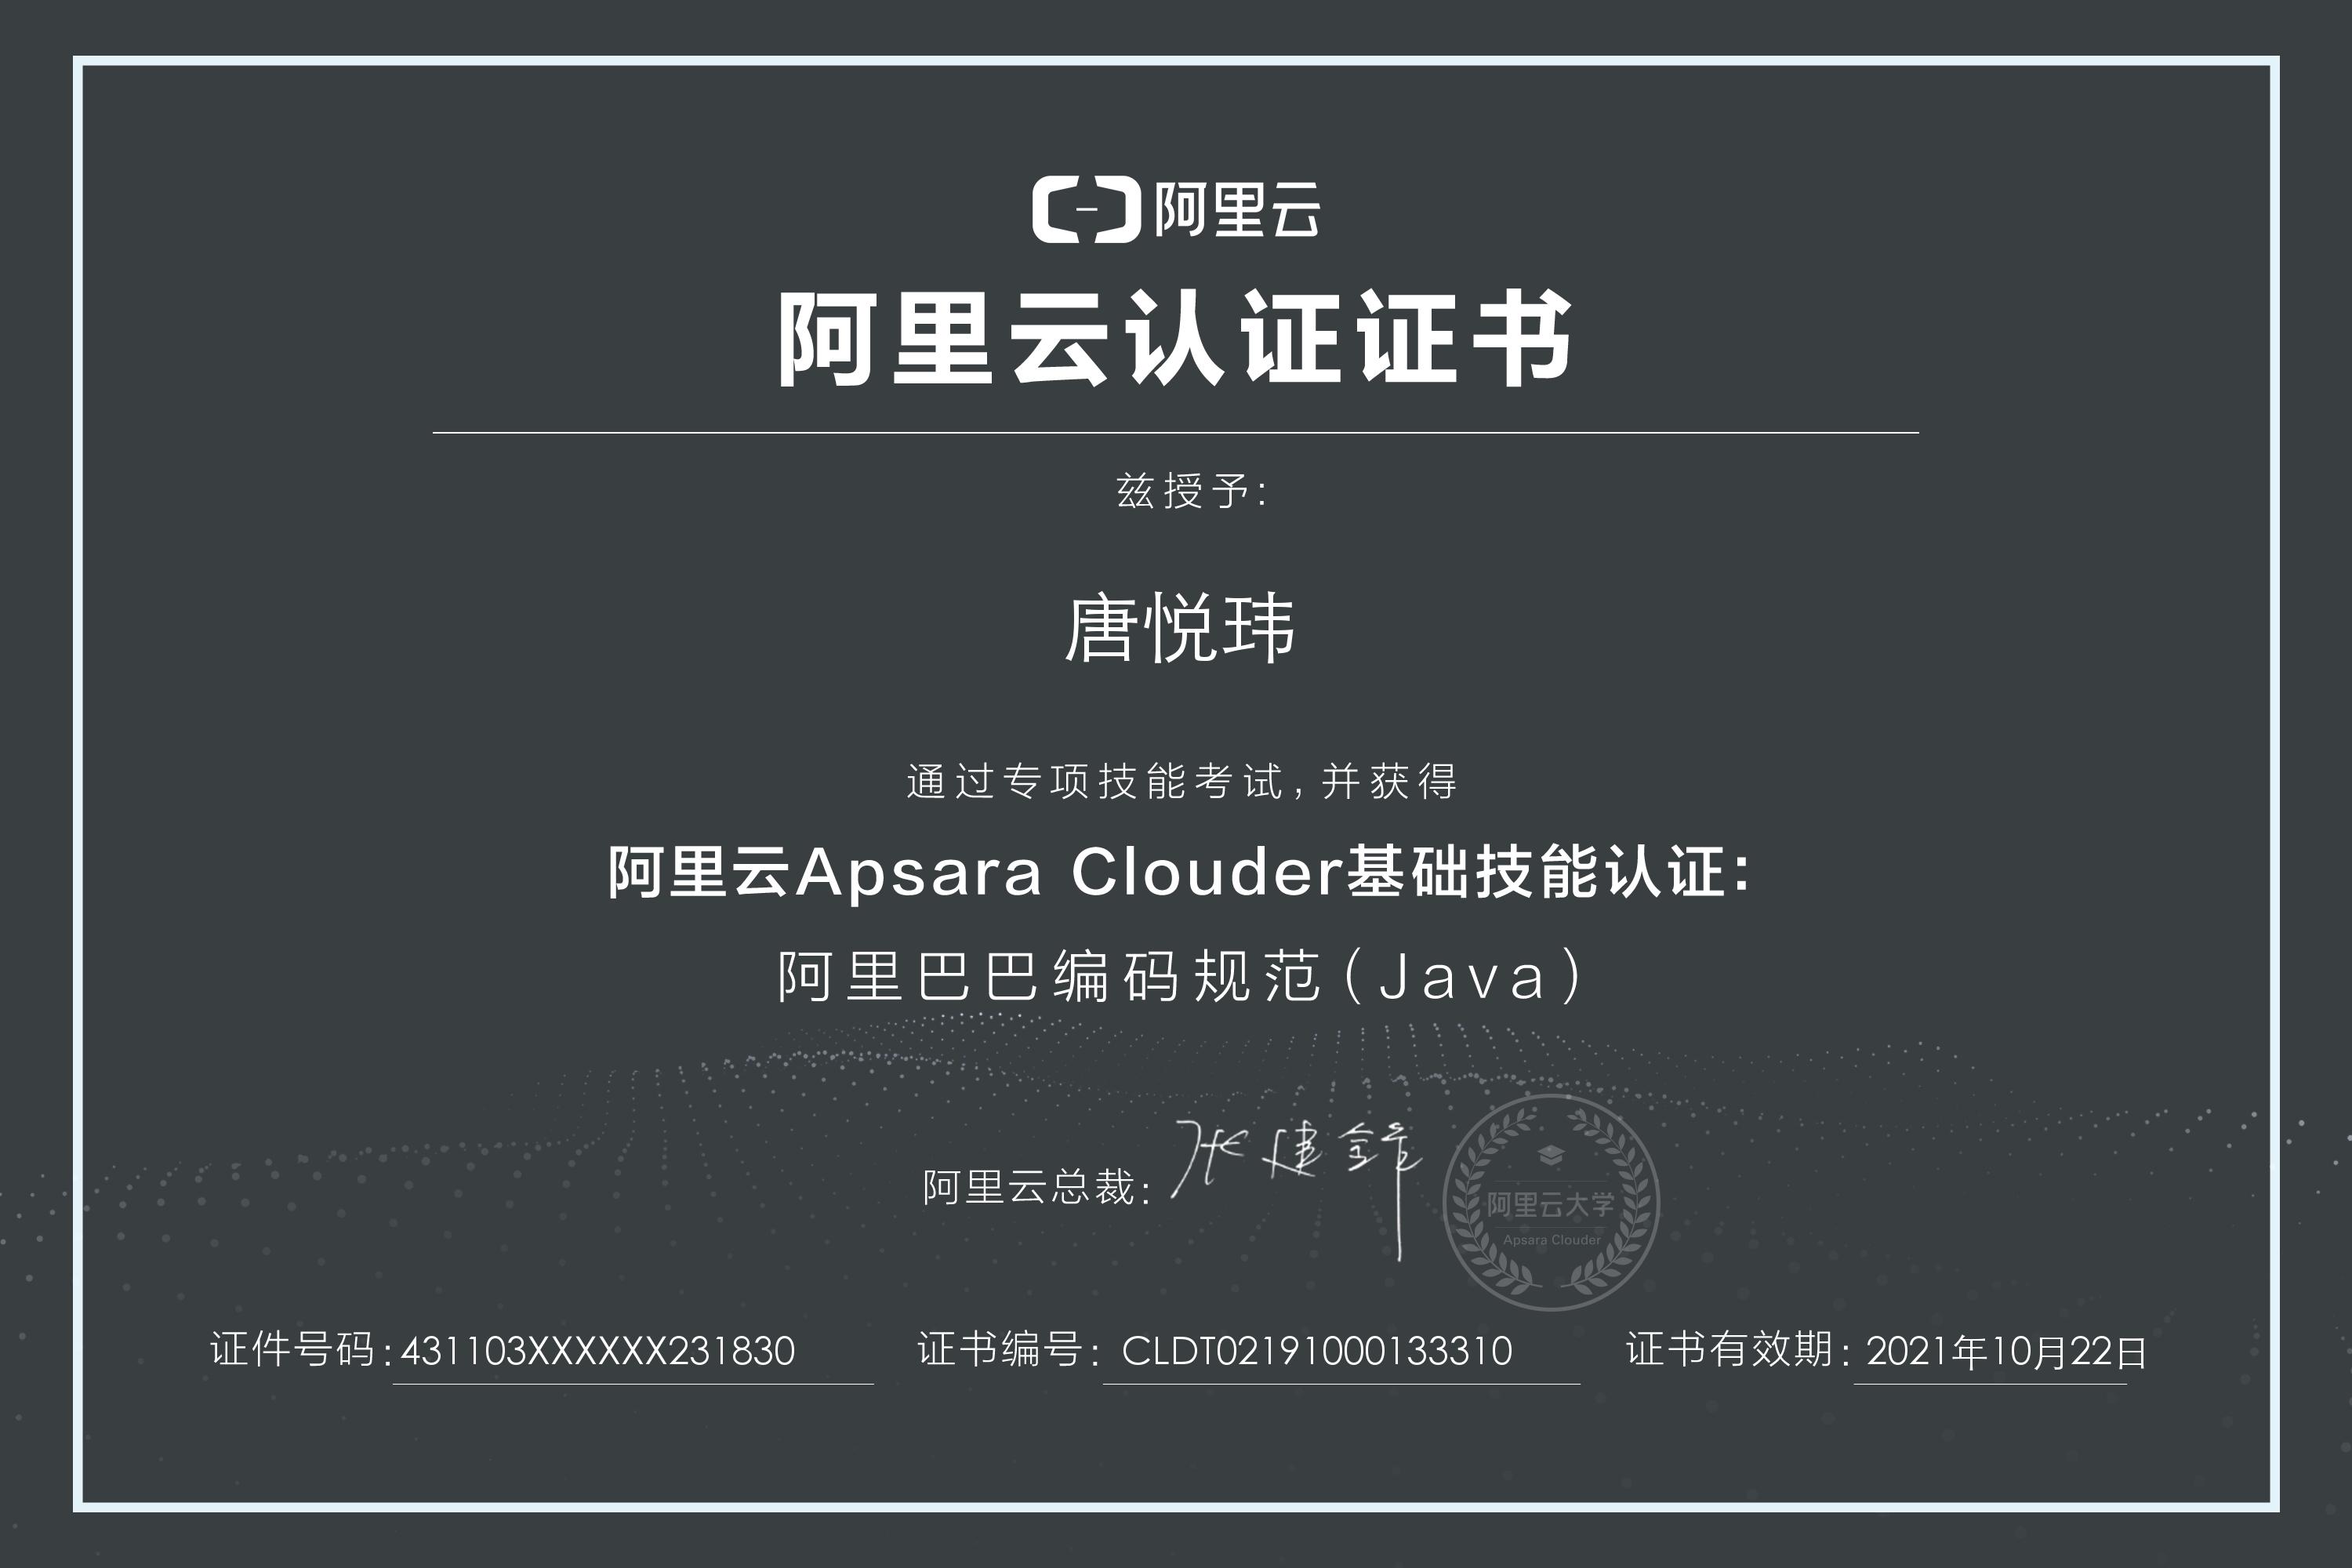 阿里云
阿里云认证证书
兹授予：
唐悦玮
通过专项技能考试，并获得
阿里云Apsara Clouder基础技能认证：
阿里巴巴编码规范（Java）
阿里云总裁：张建锋
阿里云大学
Apsara Clouder
证件号码：431103XXXXXX231830
证书编号：CLDT02191000133310
证书有效期：2021年10月22日